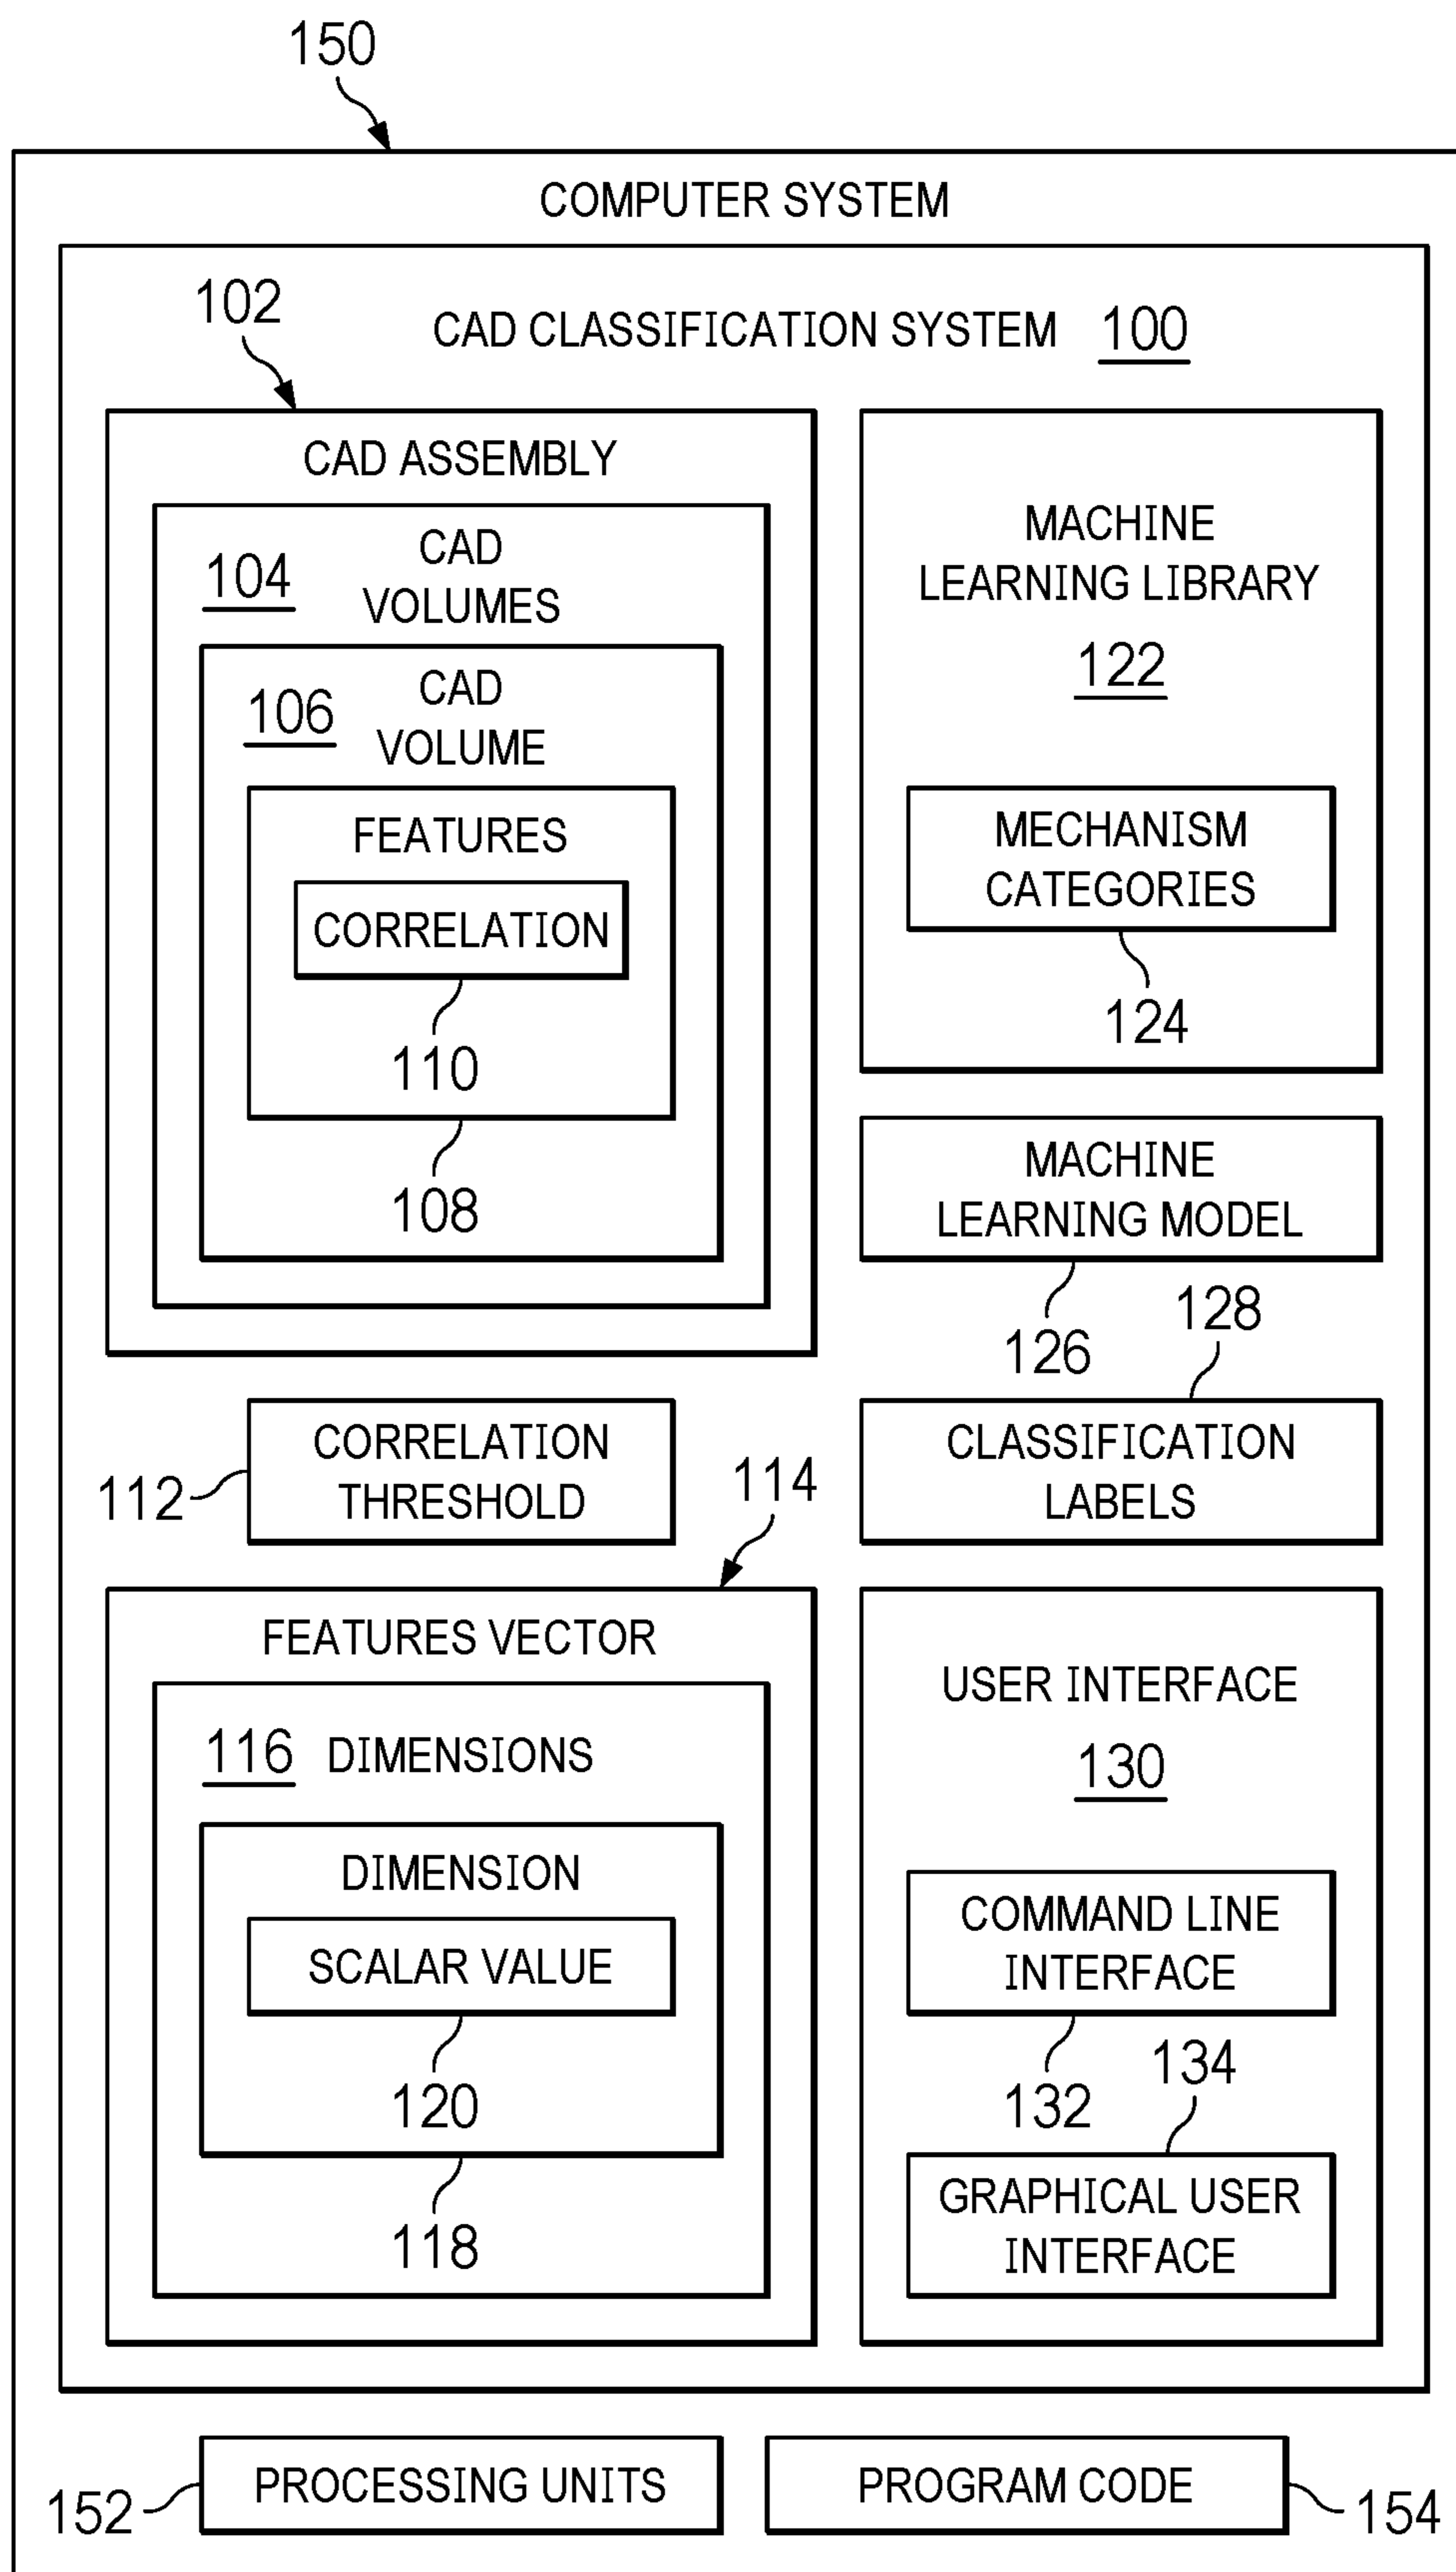 150
COMPUTER SYSTEM
102
CAD CLASSIFICATION SYSTEM 100
CAD ASSEMBLY
104
CAD
VOLUMES
106
CAD
VOLUME
FEATURES
CORRELATION
110
108
MACHINE
LEARNING LIBRARY
122
MECHANISM
CATEGORIES
124
MACHINE
LEARNING MODEL
126
128
CORRELATION
THRESHOLD
112
CLASSIFICATION
LABELS
114
FEATURES VECTOR
116 DIMENSIONS
DIMENSION
SCALAR VALUE
120
118
USER INTERFACE
130
COMMAND LINE
INTERFACE
132
134
GRAPHICAL USER
INTERFACE
152
PROCESSING UNITS
PROGRAM CODE
154